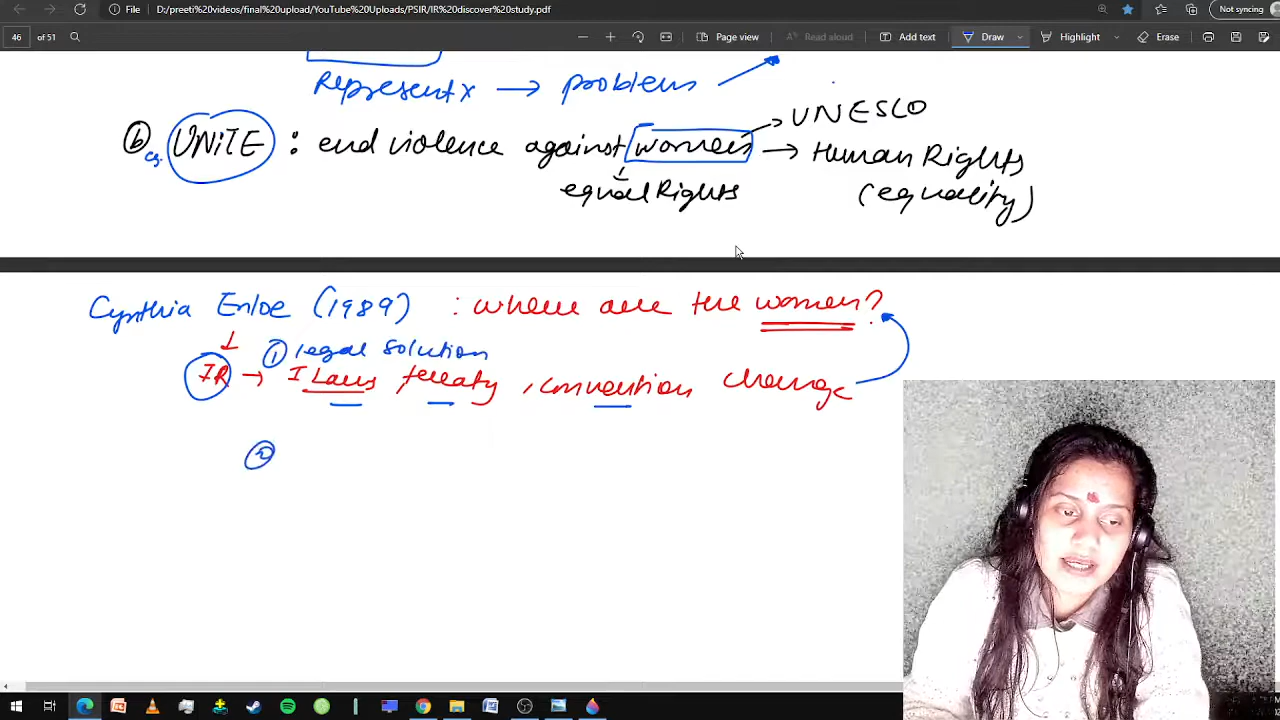 File | D:/preeti%20videos/final%20upload/YouTube%20Uploads/PSIR/IR%20discover%20study.pdf
Not syncing
46 of 51
Page view
Read aloud
Add text
Draw
Highlight
Erase
Represent x → problems
b eg. UNiTE : end violence against women → UNESCO
→ Human Rights
equal Rights
(equality)
Cynthia Enloe (1989) : where are the women?
① legal solution
IR → I Laws treaty, convention change
②